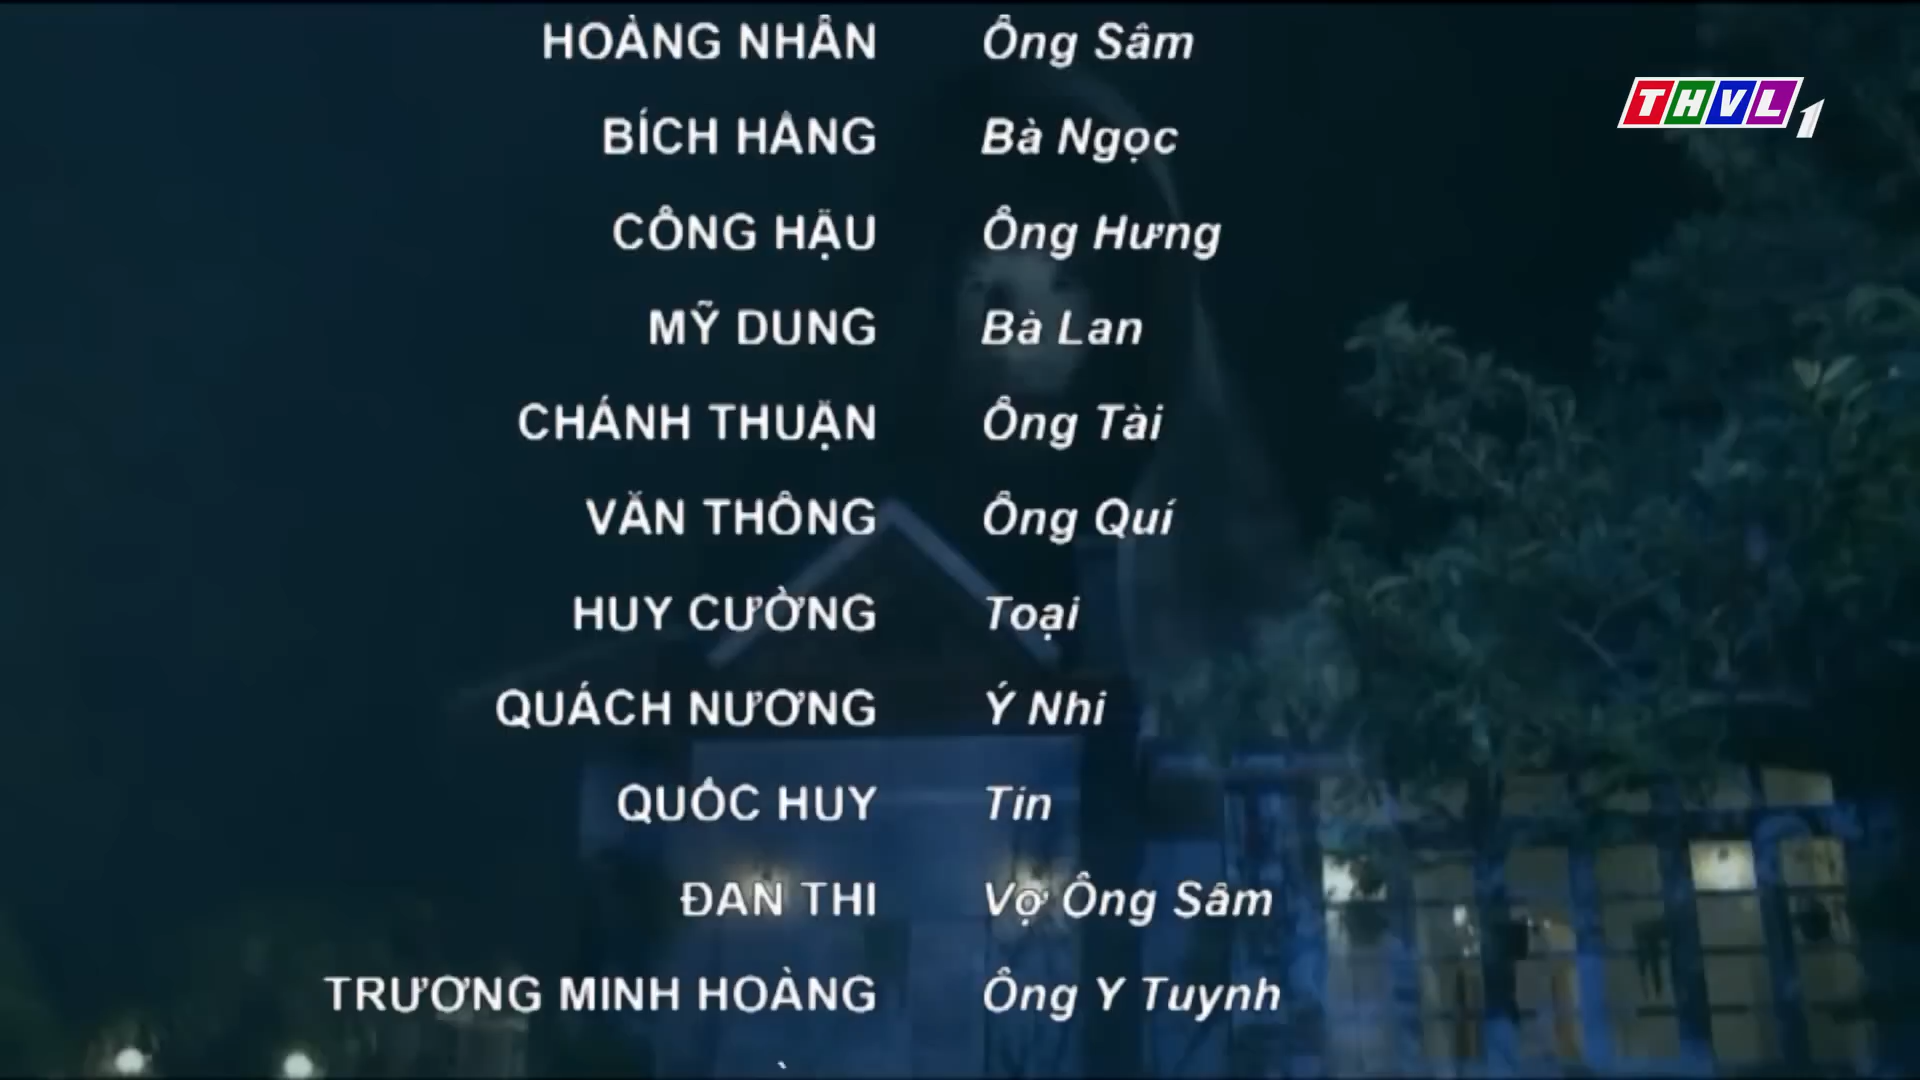 HOÀNG NHÂN Ông Sâm
THVL1
BÍCH HẰNG Bà Ngọc
CÔNG HẬU Ông Hưng
MỸ DUNG Bà Lan
CHÁNH THUẬN Ông Tài
VĂN THÔNG Ông Quí
HUY CƯỜNG Toại
QUÁCH NƯƠNG Ý Nhi
QUỐC HUY Tín
ĐAN THI Vợ Ông Sâm
TRƯƠNG MINH HOÀNG Ông Y Tuynh